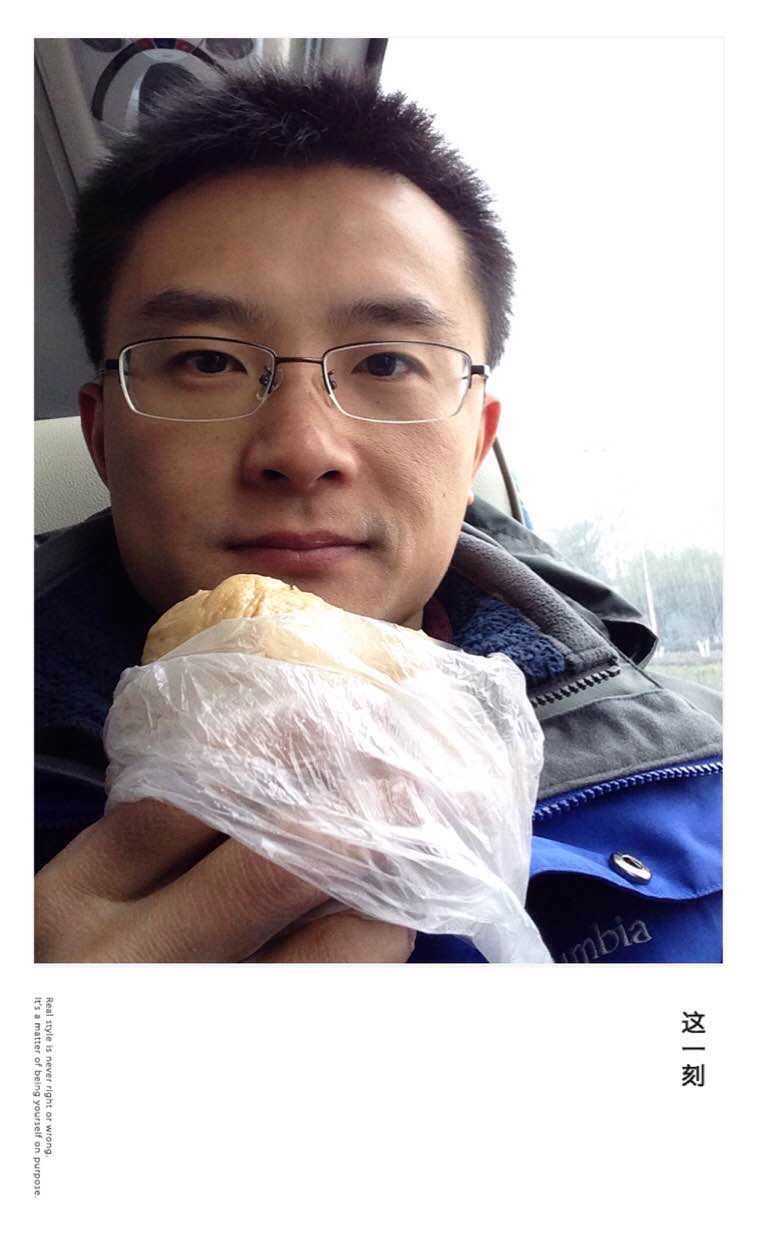 umbia
这一刻
Real style is never right or wrong.
It's a matter of being yourself on purpose.